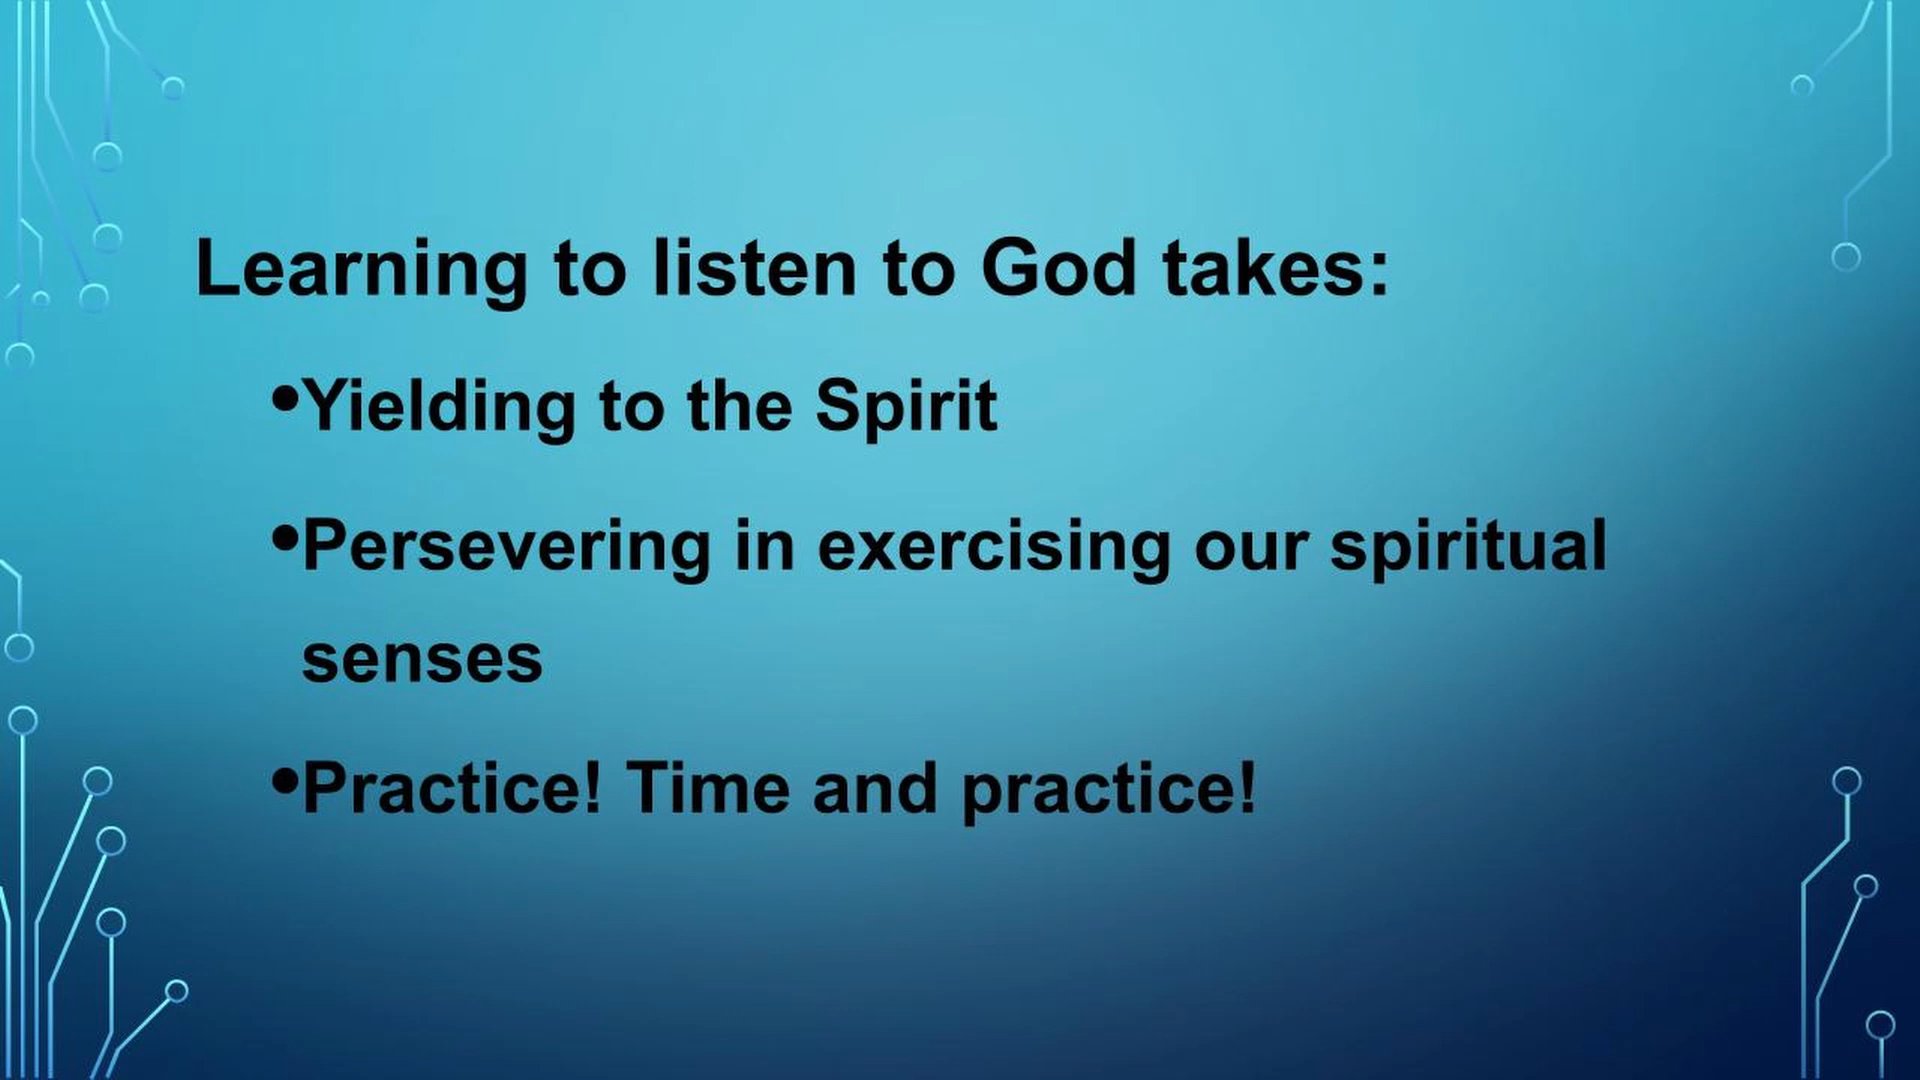 Learning to listen to God takes:
•Yielding to the Spirit
•Persevering in exercising our spiritual
senses
•Practice! Time and practice!